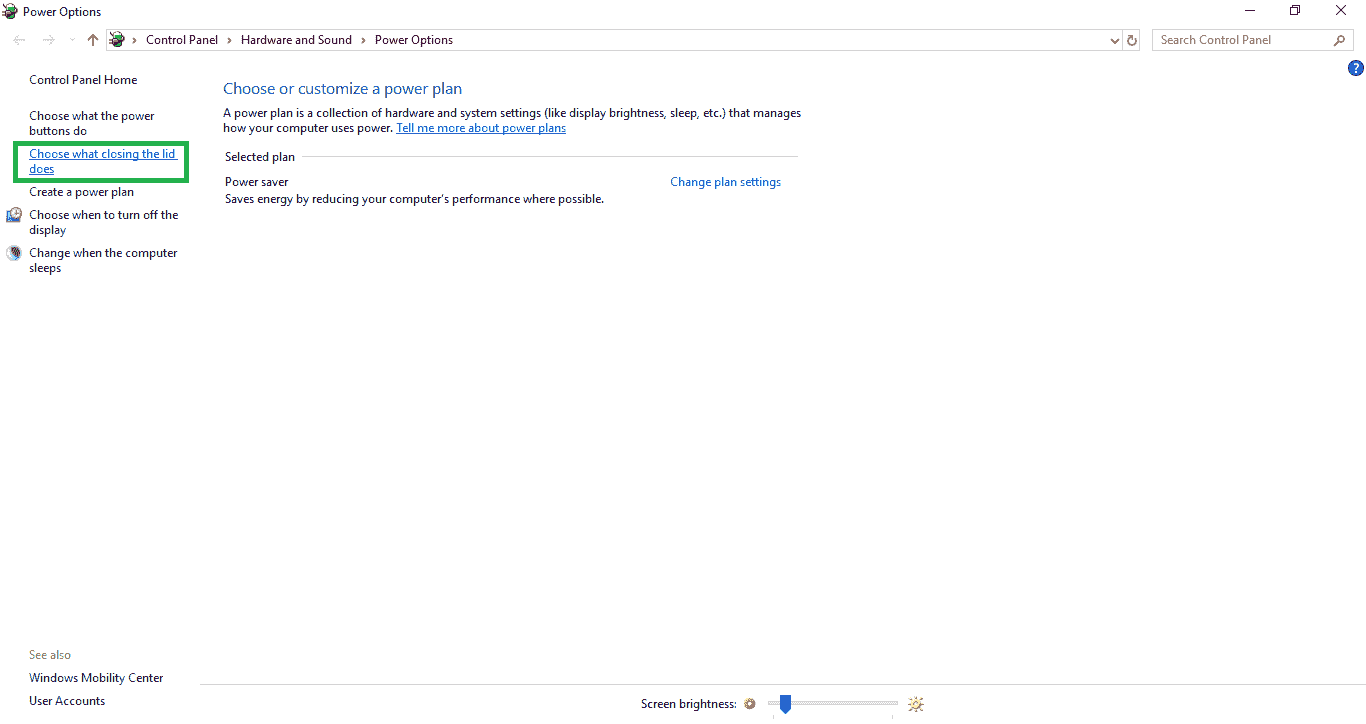 Power Options
Control Panel › Hardware and Sound › Power Options
Search Control Panel
?
Control Panel Home
Choose what the power
buttons do
Choose what closing the lid
does
Create a power plan
Choose when to turn off the
display
Change when the computer
sleeps
Choose or customize a power plan
A power plan is a collection of hardware and system settings (like display brightness, sleep, etc.) that manages
how your computer uses power. Tell me more about power plans
Selected plan
Power saver
Change plan settings
Saves energy by reducing your computer's performance where possible.
See also
Windows Mobility Center
User Accounts
Screen brightness: